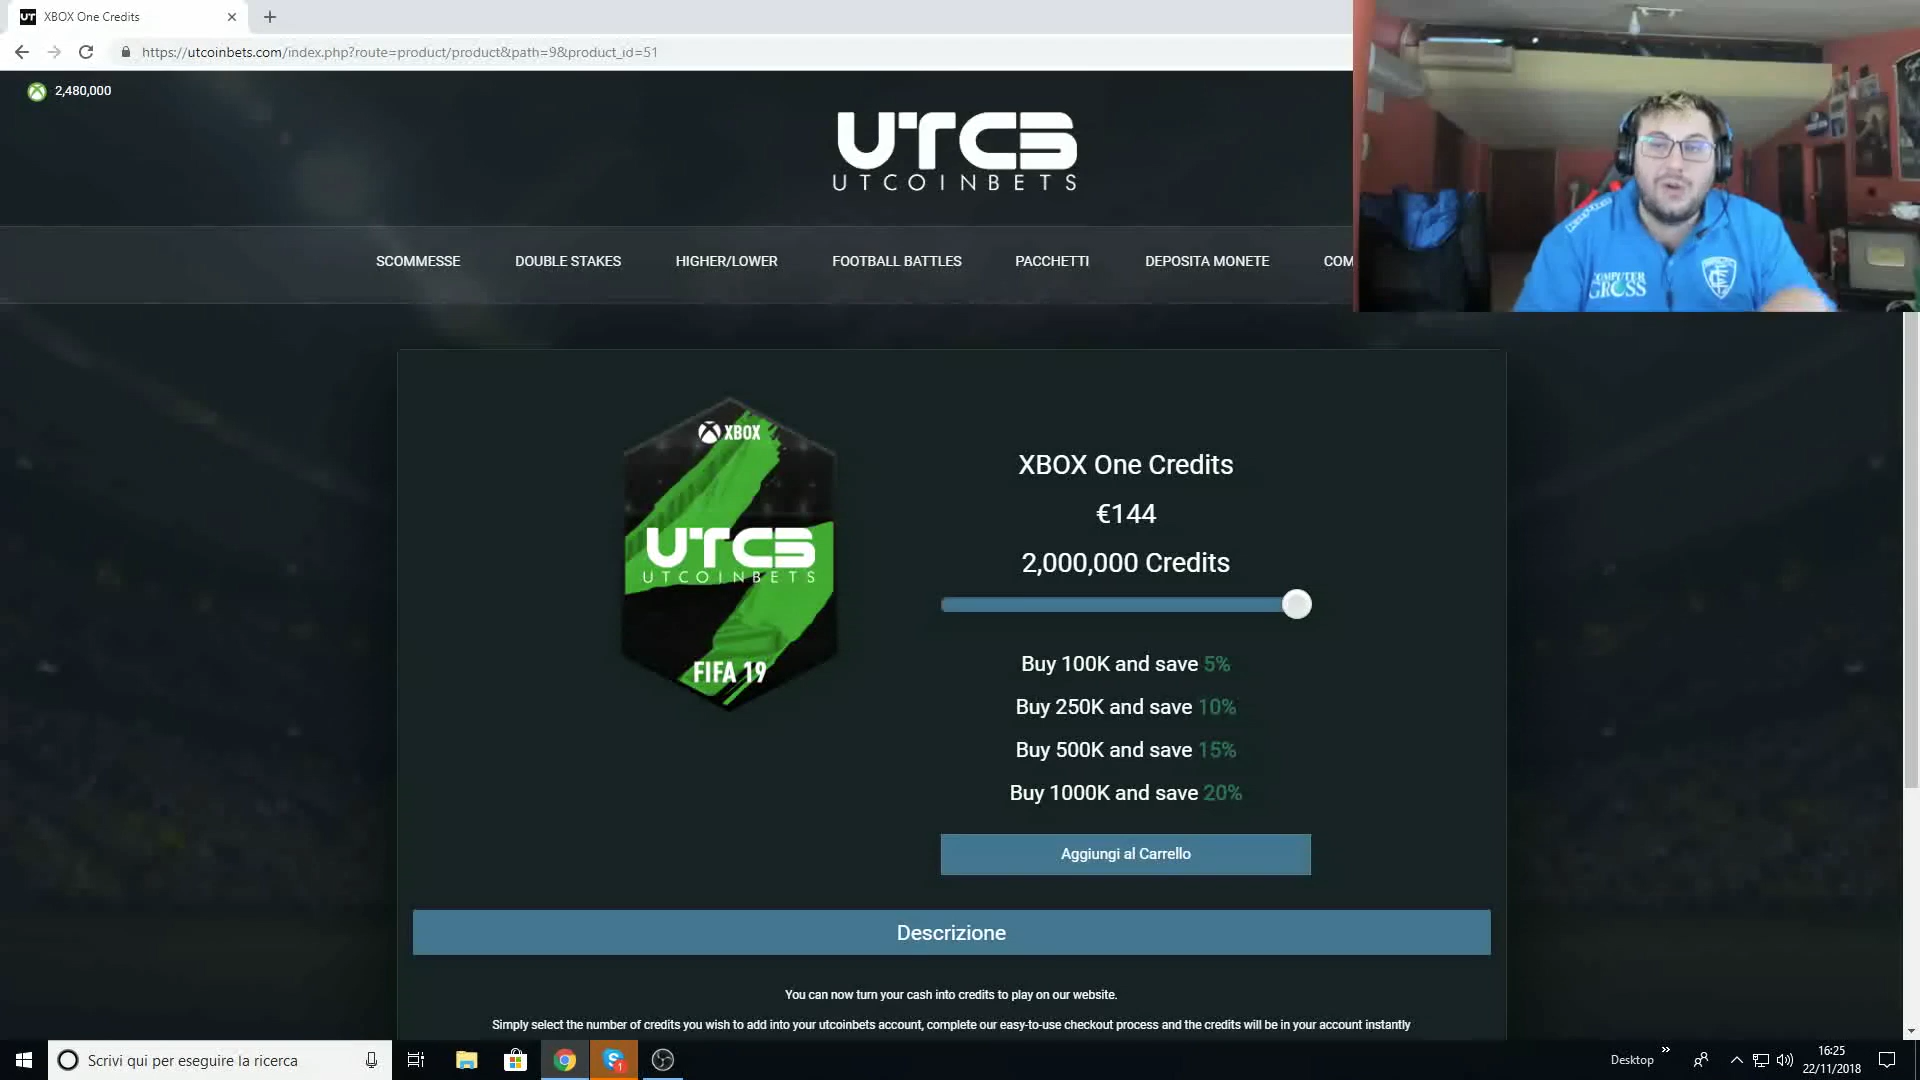 XBOX One Credits
https://utcoinbets.com/index.php?route=product/product&path=9&product_id=51
2,480,000
UTCB
UTCOINBETS
SCOMMESSE
DOUBLE STAKES
HIGHER/LOWER
FOOTBALL BATTLES
PACCHETTI
DEPOSITA MONETE
COM
COMPUTER
GROSS
XBOX
UTCB
UTCOINBETS
FIFA 19
XBOX One Credits
€144
2,000,000 Credits
Buy 100K and save 5%
Buy 250K and save 10%
Buy 500K and save 15%
Buy 1000K and save 20%
Aggiungi al Carrello
Descrizione
You can now turn your cash into credits to play on our website.
Simply select the number of credits you wish to add into your utcoinbets account, complete our easy-to-use checkout process and the credits will be in your account instantly
Scrivi qui per eseguire la ricerca
1
Desktop
16:25
22/11/2018